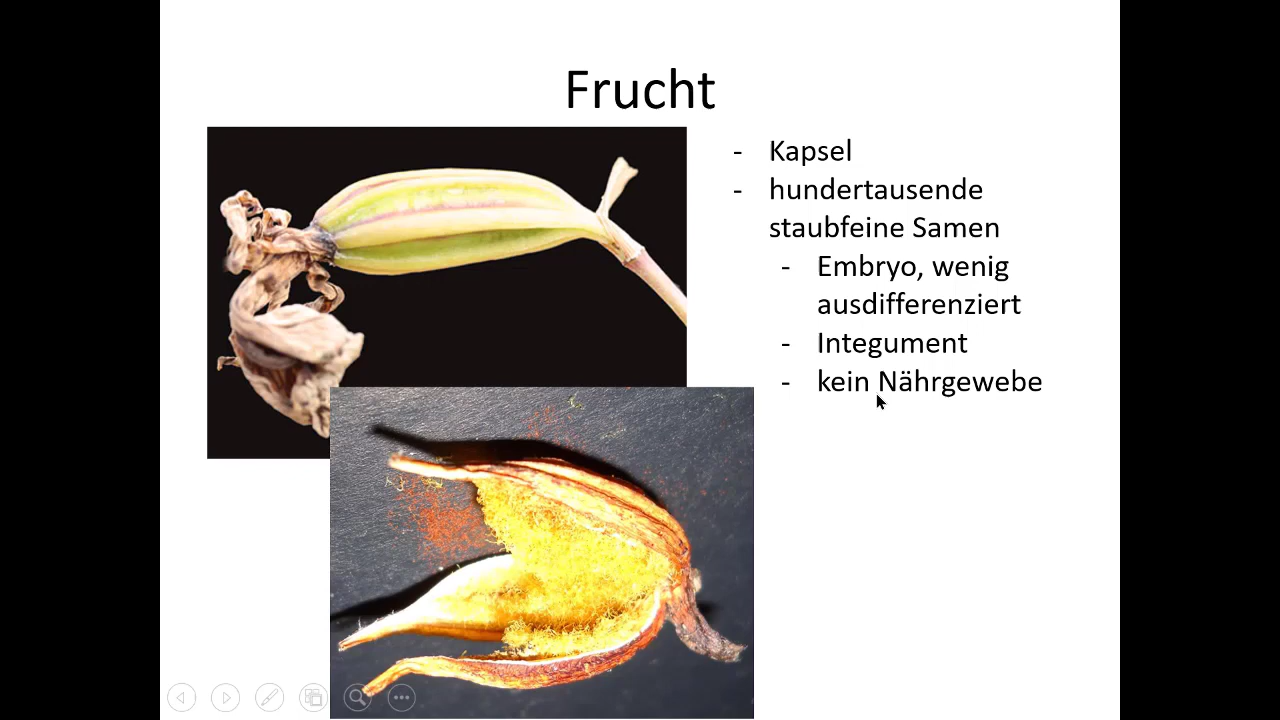 Frucht
- Kapsel
- hundertausende
staubfeine Samen
- Embryo, wenig
ausdifferenziert
- Integument
- kein Nährgewebe